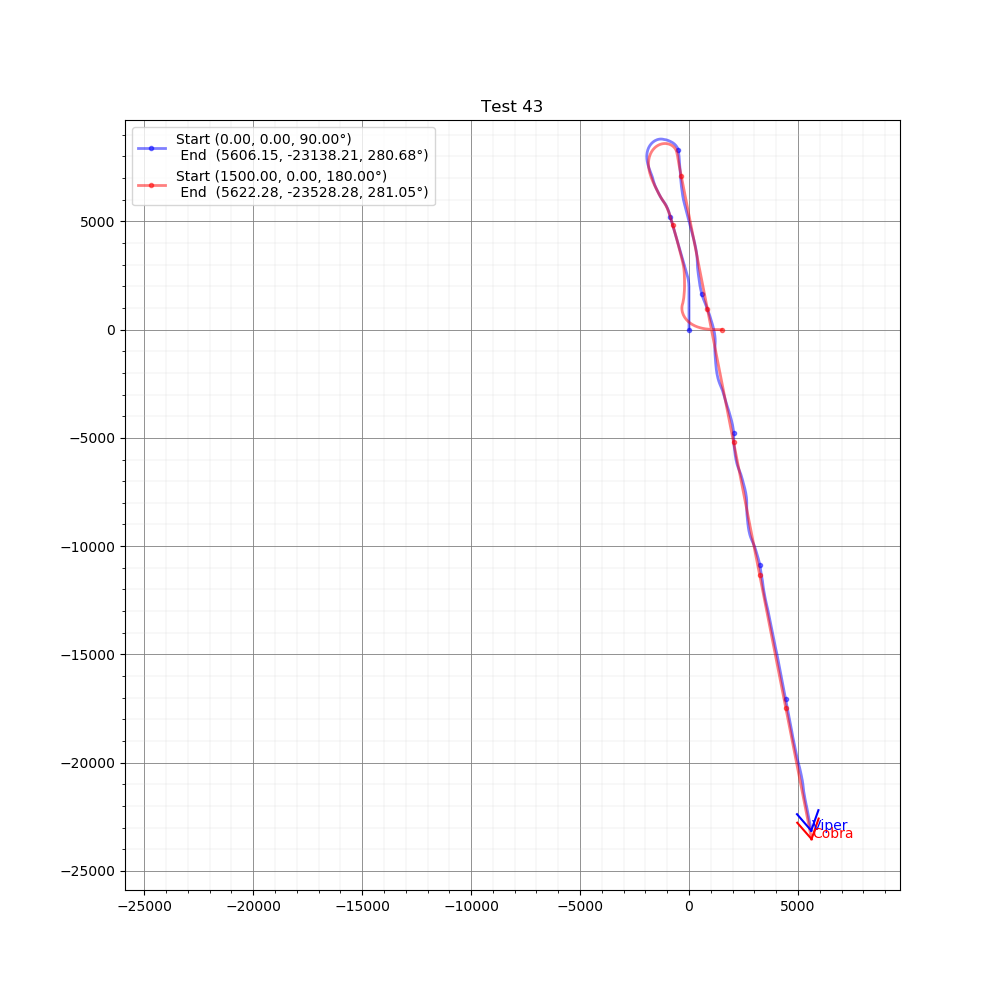 Test 43
Start (0.00, 0.00, 90.00°)
End (5606.15, -23138.21, 280.68°)
Start (1500.00, 0.00, 180.00°)
End (5622.28, -23528.28, 281.05°)
5000
0
−5000
−10000
−15000
−20000
−25000
Viper
Cobra
−25000 −20000 −15000 −10000 −5000 0 5000